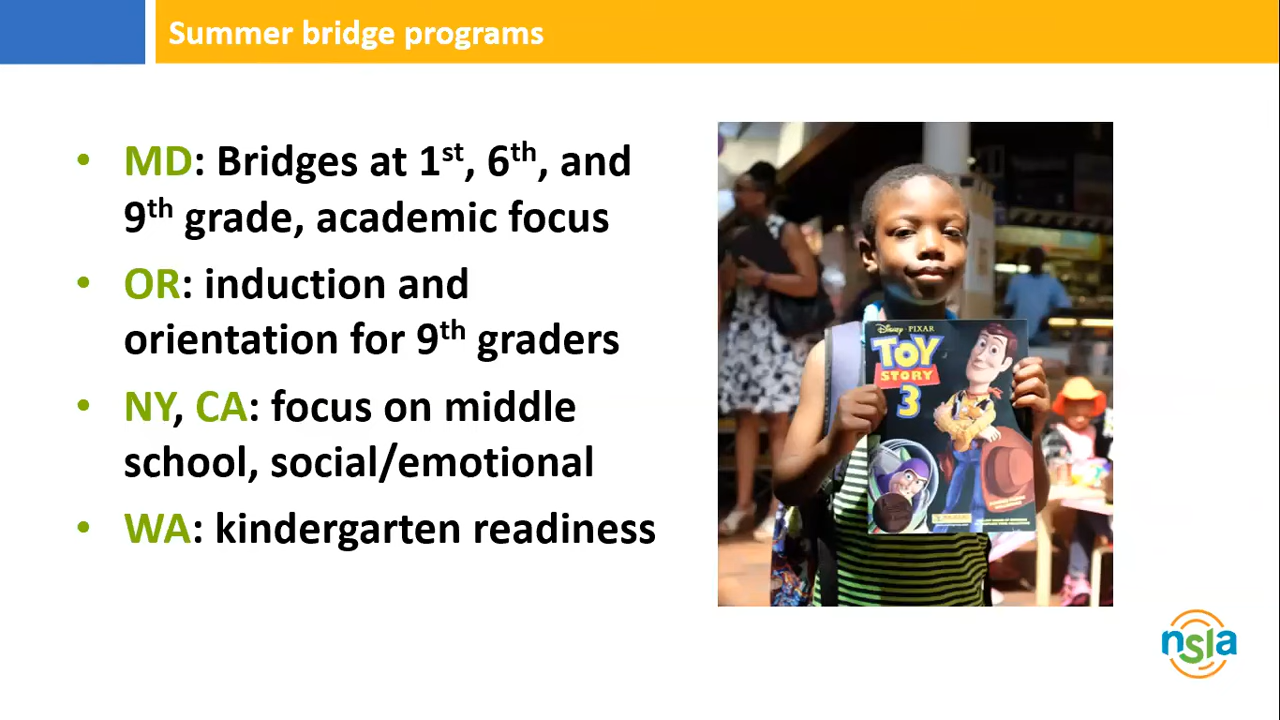 Summer bridge programs
• MD: Bridges at 1st, 6th, and
9th grade, academic focus
• OR: induction and
orientation for 9th graders
• NY, CA: focus on middle
school, social/emotional
• WA: kindergarten readiness
Disney · PIXAR
TOY
STORY
3
PANINI
nsla